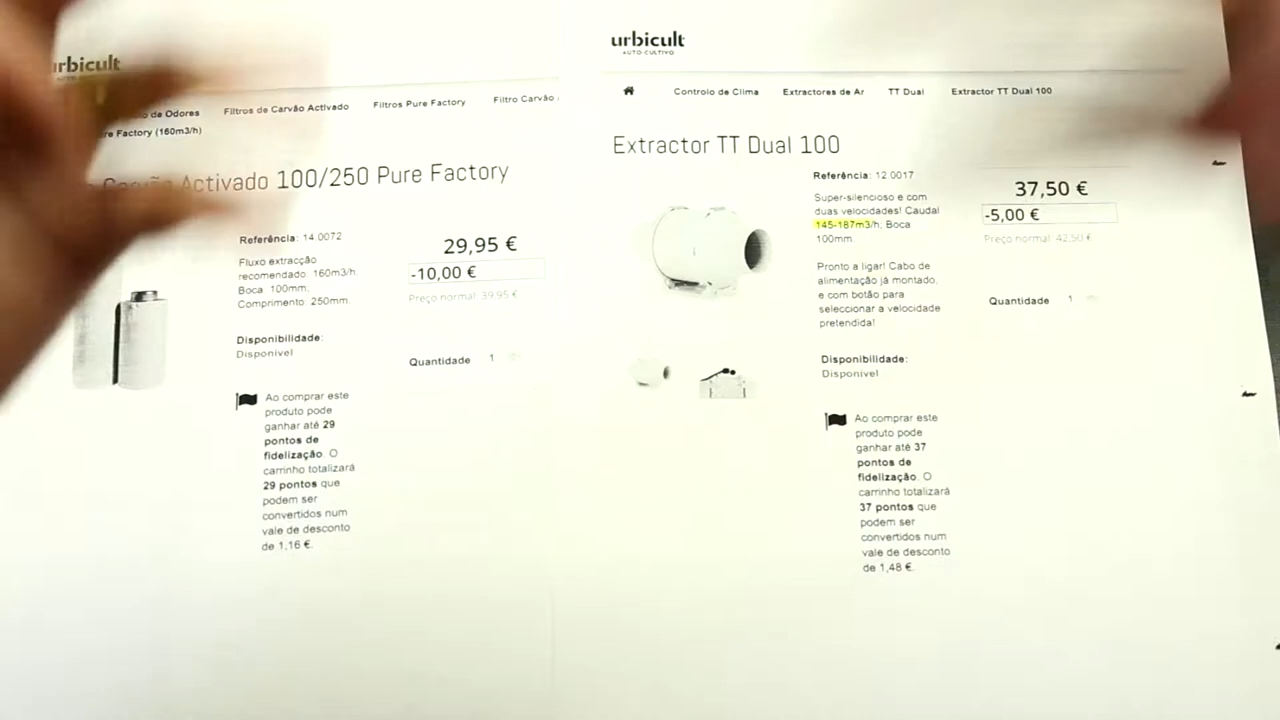 rbicult
o de Odores
Filtros de Carvão Activado
Filtros Pure Factory
Filtro Carvão
re Factory (160m3/h)
Carvão Activado 100/250 Pure Factory
Referência: 14.0072
Fluxo extracção
recomendado: 160m3/h.
Boca: 100mm.
Comprimento: 250mm.
29,95 €
-10,00 €
Preço normal: 39,95 €
Disponibilidade:
Disponível
Quantidade 1
Ao comprar este
produto pode
ganhar até 29
pontos de
fidelização. O
carrinho totalizará
29 pontos que
podem ser
convertidos num
vale de desconto
de 1,16 €.
urbicult
AUTO CULTIVO
Controlo de Clima
Extractores de Ar
TT Dual
Extractor TT Dual 100
Extractor TT Dual 100
Referência: 12.0017
Super-silencioso e com
duas velocidades! Caudal
145-187m3/h, Boca
100mm.
Pronto a ligar! Cabo de
alimentação já montado,
e com botão para
seleccionar a velocidade
pretendida!
37,50 €
-5,00 €
Preço normal: 42,50 €
Quantidade 1
Disponibilidade:
Disponível
Ao comprar este
produto pode
ganhar até 37
pontos de
fidelização. O
carrinho totalizará
37 pontos que
podem ser
convertidos num
vale de desconto
de 1,48 €.